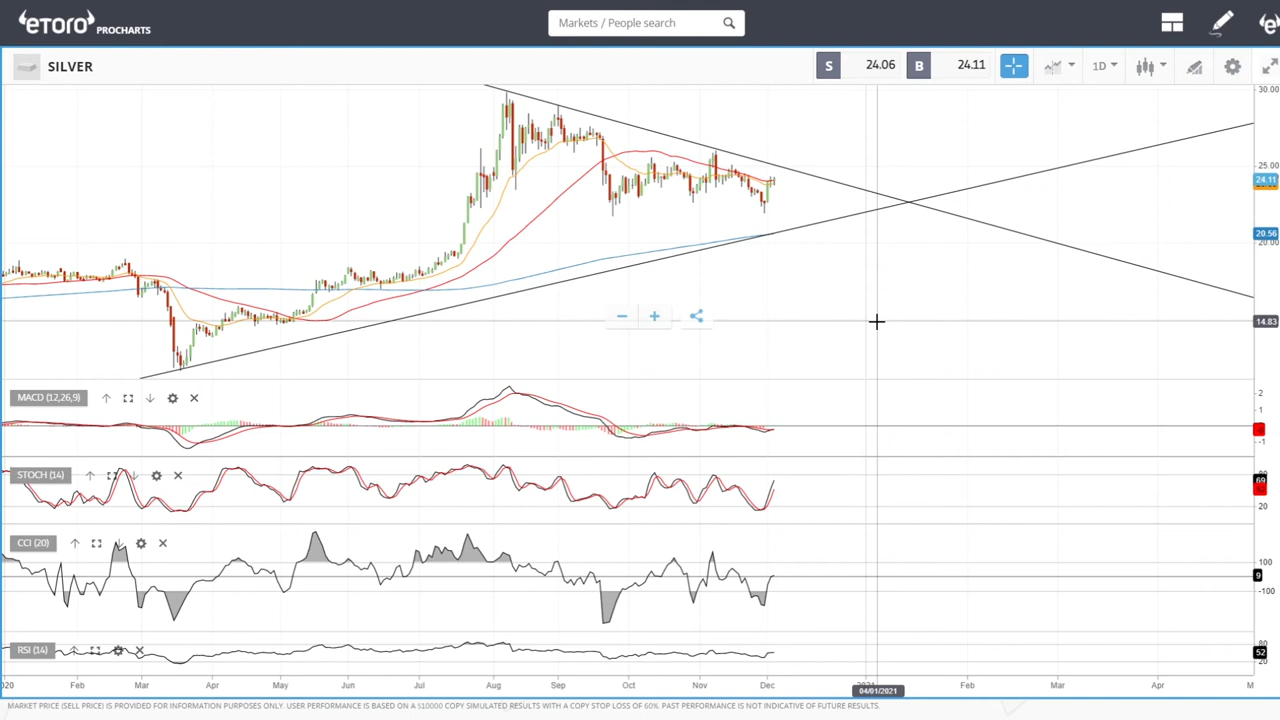 eToro PROCHARTS
Markets / People search
SILVER
S 24.06 B 24.11
1D
30.00
25.00
24.11
20.56
20.00
14.83
MACD (12,26,9)
2
1
-1
STOCH (14)
80
69
20
CCI (20)
100
9
-100
RSI (14)
80
52
20
2020 Feb Mar Apr May Jun Jul Aug Sep Oct Nov Dec 2021 Feb Mar Apr M
04/01/2021
MARKET PRICE (SELL PRICE) IS PROVIDED FOR INFORMATION PURPOSES ONLY. USER PERFORMANCE IS BASED ON A $10000 COPY SIMULATED RESULTS WITH A COPY STOP LOSS OF 60%. PAST PERFORMANCE IS NOT INDICATIVE OF FUTURE RESULTS.